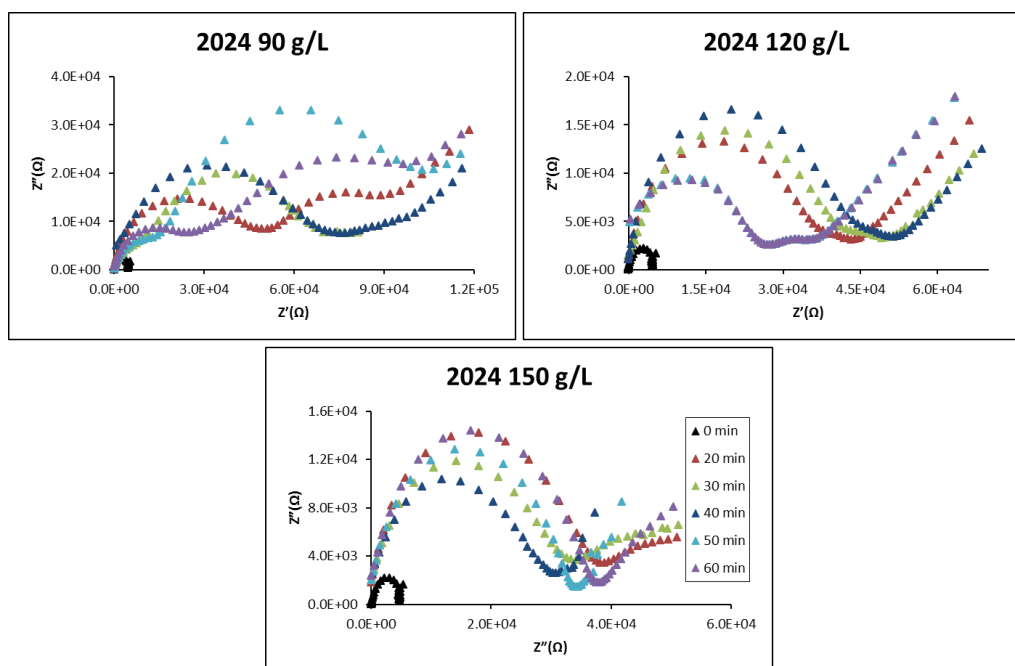 2024 90 g/L
4.0E+04
3.0E+04
2.0E+04
1.0E+04
0.0E+00
0.0E+00 3.0E+04 6.0E+04 9.0E+04 1.2E+05
Z'(Ω)
Z"(Ω)
2024 120 g/L
2.0E+04
1.5E+04
1.0E+04
5.0E+03
0.0E+00
0.0E+00 1.5E+04 3.0E+04 4.5E+04 6.0E+04
Z'(Ω)
Z"(Ω)
2024 150 g/L
1.6E+04
1.2E+04
8.0E+03
4.0E+03
0.0E+00
0.0E+00 2.0E+04 4.0E+04 6.0E+04
Z"(Ω)
Z"(Ω)
0 min
20 min
30 min
40 min
50 min
60 min